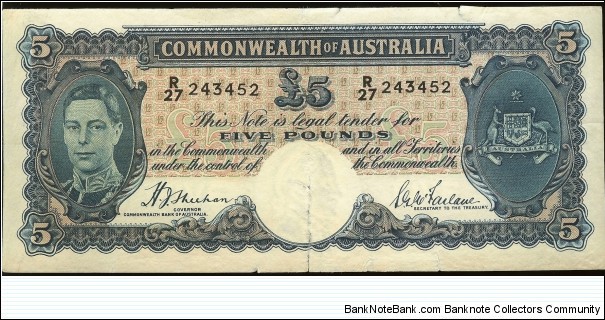 5 COMMONWEALTH OF AUSTRALIA 5
R/27 243452 £5 R/27 243452
This Note is legal tender for
FIVE POUNDS
in the Commonwealth and in all Territories
under the control of the Commonwealth.
AUSTRALIA
H.J. Sheehan
GOVERNOR
COMMONWEALTH BANK OF AUSTRALIA.
SECRETARY TO THE TREASURY.
5 5
BankNoteBak.com Banknote Collectors Community